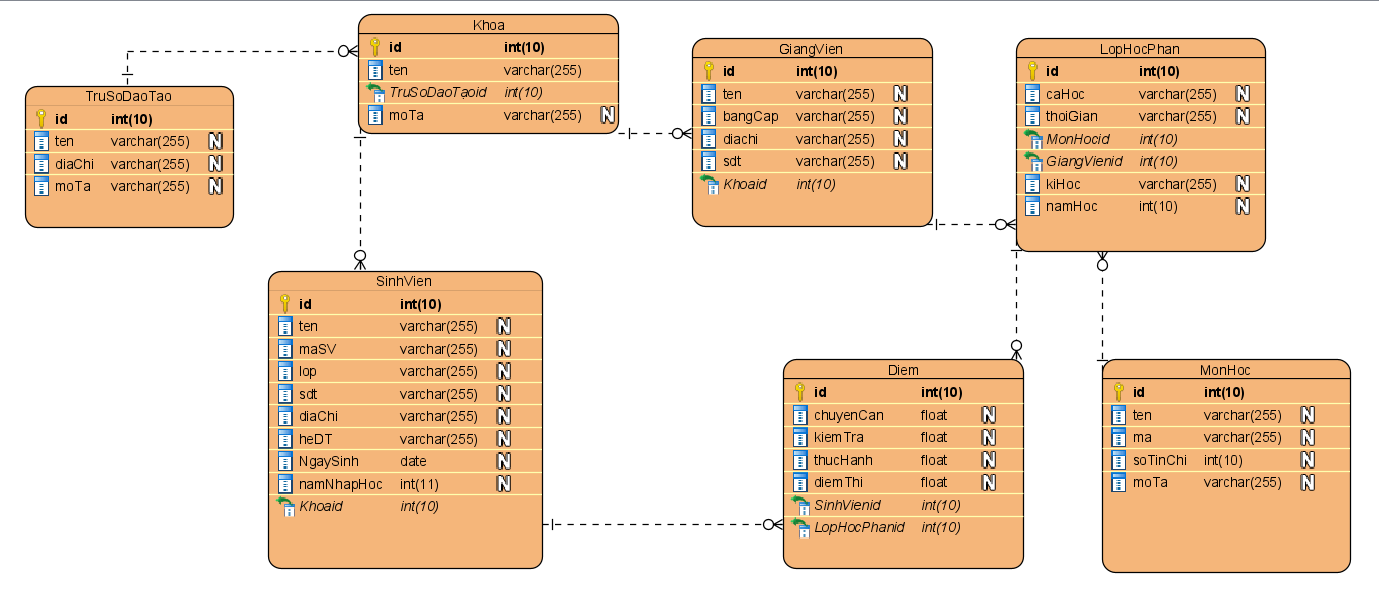 Khoa
id int(10)
ten varchar(255)
TruSoDaoTạoid int(10)
moTa varchar(255) N
TruSoDaoTao
id int(10)
ten varchar(255) N
diaChi varchar(255) N
moTa varchar(255) N
GiangVien
id int(10)
ten varchar(255) N
bangCap varchar(255) N
diachi varchar(255) N
sdt varchar(255) N
Khoaid int(10)
LopHocPhan
id int(10)
caHoc varchar(255) N
thoiGian varchar(255) N
MonHocid int(10)
GiangVienid int(10)
kiHoc varchar(255) N
namHoc int(10) N
SinhVien
id int(10)
ten varchar(255) N
maSV varchar(255) N
lop varchar(255) N
sdt varchar(255) N
diaChi varchar(255) N
heDT varchar(255) N
NgaySinh date N
namNhapHoc int(11) N
Khoaid int(10)
Diem
id int(10)
chuyenCan float N
kiemTra float N
thucHanh float N
diemThi float N
SinhVienid int(10)
LopHocPhanid int(10)
MonHoc
id int(10)
ten varchar(255) N
ma varchar(255) N
soTinChi int(10) N
moTa varchar(255) N